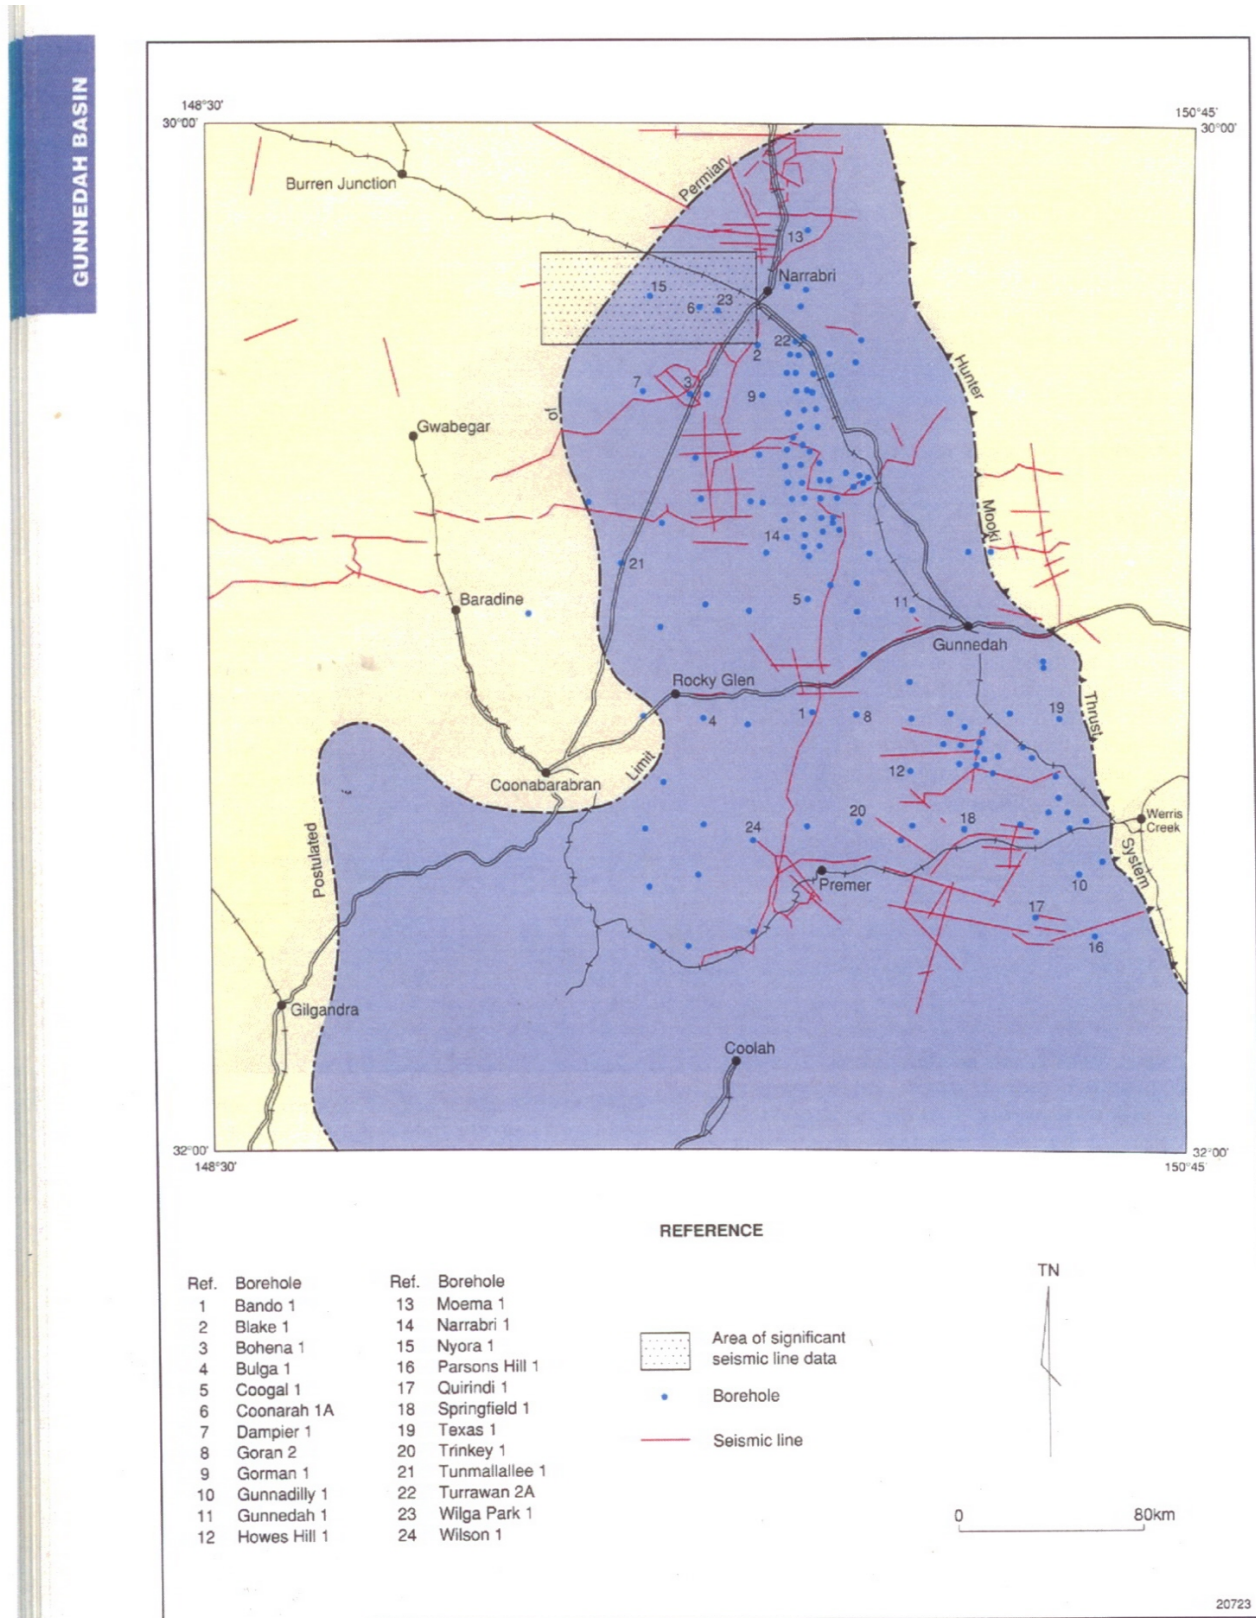 GUNNEDAH BASIN
148°30'
150°45'
30°00'
30°00'
Burren Junction
Permian
13
Narrabri
15
6
23
2
22
Hunter
7
3
9
of
Gwabegar
Mooki
14
21
Baradine
5
11
Gunnedah
Rocky Glen
Thrust
4
1
8
19
Limit
12
Coonabarabran
Postulated
20
18
Werris
Creek
24
System
Premer
10
17
16
Gilgandra
Coolah
32°00'
32°00'
148°30'
150°45'
REFERENCE
Ref. Borehole Ref. Borehole
1 Bando 1 13 Moema 1
2 Blake 1 14 Narrabri 1
3 Bohena 1 15 Nyora 1
4 Bulga 1 16 Parsons Hill 1
5 Coogal 1 17 Quirindi 1
6 Coonarah 1A 18 Springfield 1
7 Dampier 1 19 Texas 1
8 Goran 2 20 Trinkey 1
9 Gorman 1 21 Tunmallallee 1
10 Gunnadilly 1 22 Turrawan 2A
11 Gunnedah 1 23 Wilga Park 1
12 Howes Hill 1 24 Wilson 1
Area of significant
seismic line data
Borehole
Seismic line
TN
0 80km
20723